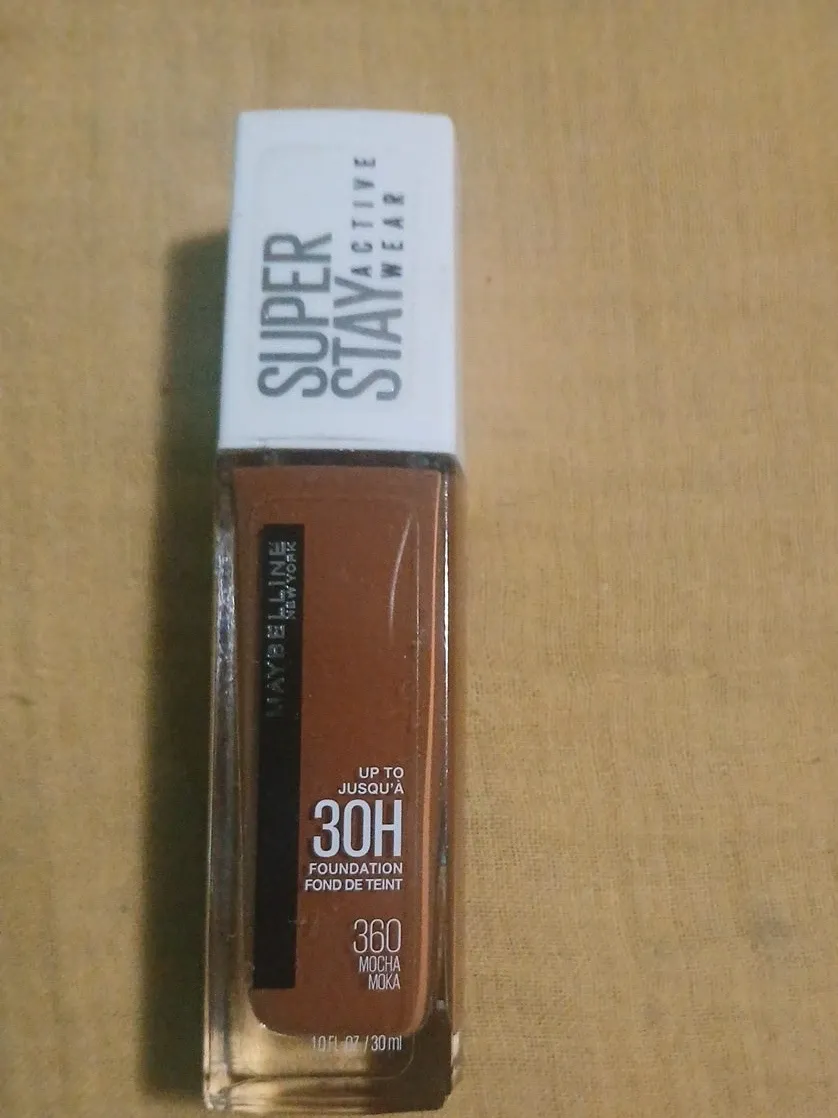 SUPER
STAY ACTIVE
WEAR
MAYBELLINE
NEW YORK
UP TO
JUSQU'À
30H
FOUNDATION
FOND DE TEINT
360
MOCHA
MOKA
1.0 FL. OZ. / 30 ml